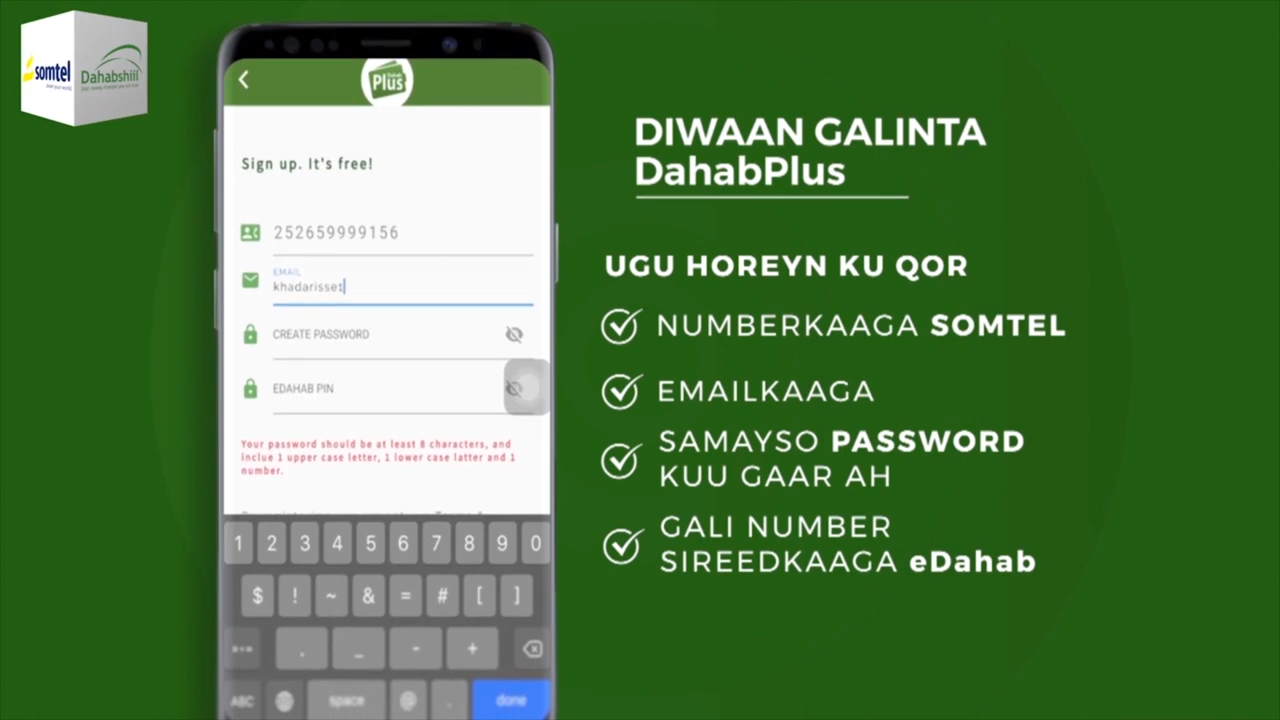 somtel
Dahabshiil
Plus
Sign up. It's free!
252659999156
EMAIL
khadarisse1
CREATE PASSWORD
EDAHAB PIN
Your password should be at least 8 characters, and
inclue 1 upper case letter, 1 lower case latter and 1
number.
1 2 3 4 5 6 7 8 9 0
$ ! ~ & = # [ ]
. _ - +
ABC space @ . done
DIWAAN GALINTA
DahabPlus
UGU HOREYN KU QOR
NUMBERKAAGA SOMTEL
EMAILKAAGA
SAMAYSO PASSWORD
KUU GAAR AH
GALI NUMBER
SIREEDKAAGA eDahab